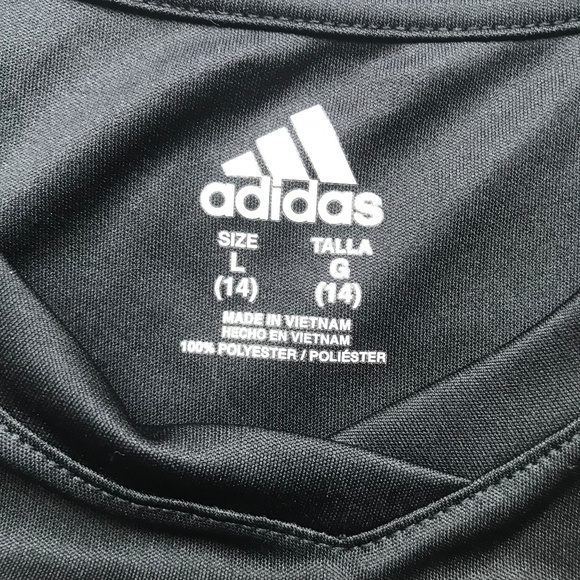 adidas
SIZE TALLA
L G
(14) (14)
MADE IN VIETNAM
HECHO EN VIETNAM
100% POLYESTER / POLIÉSTER